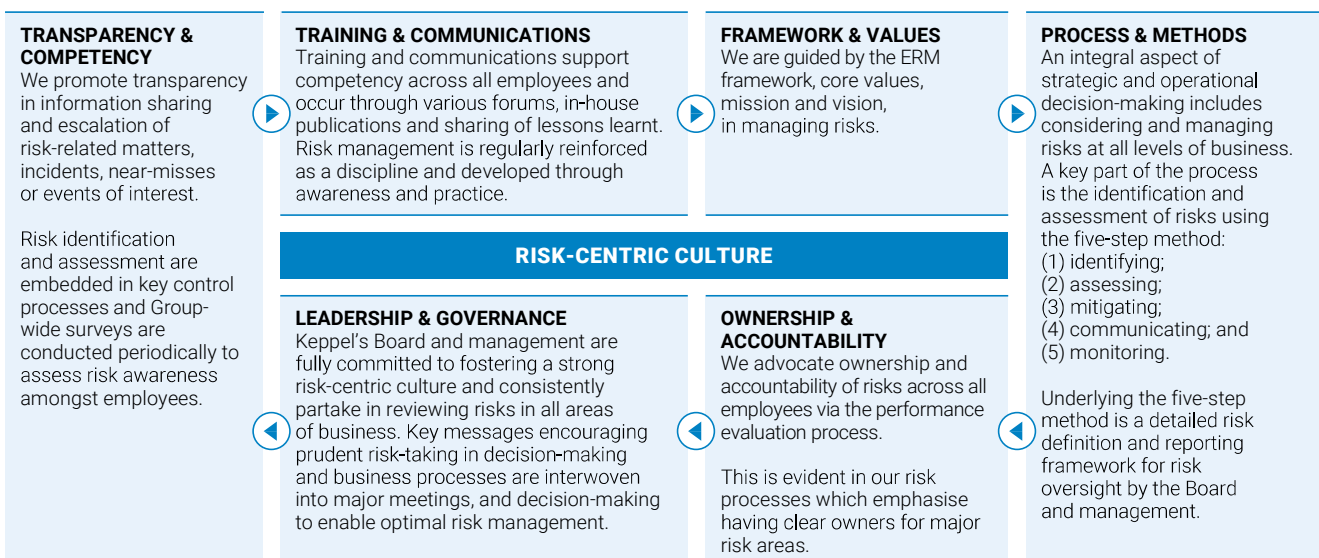 TRANSPARENCY &
COMPETENCY
We promote transparency
in information sharing
and escalation of
risk-related matters,
incidents, near-misses
or events of interest.
Risk identification
and assessment are
embedded in key control
processes and Group-
wide surveys are
conducted periodically to
assess risk awareness
amongst employees.
TRAINING & COMMUNICATIONS
Training and communications support
competency across all employees and
occur through various forums, in-house
publications and sharing of lessons learnt.
Risk management is regularly reinforced
as a discipline and developed through
awareness and practice.
FRAMEWORK & VALUES
We are guided by the ERM
framework, core values,
mission and vision,
in managing risks.
PROCESS & METHODS
An integral aspect of
strategic and operational
decision-making includes
considering and managing
risks at all levels of business.
A key part of the process
is the identification and
assessment of risks using
the five-step method:
(1) identifying;
(2) assessing;
(3) mitigating;
(4) communicating; and
(5) monitoring.
Underlying the five-step
method is a detailed risk
definition and reporting
framework for risk
oversight by the Board
and management.
RISK-CENTRIC CULTURE
LEADERSHIP & GOVERNANCE
Keppel's Board and management are
fully committed to fostering a strong
risk-centric culture and consistently
partake in reviewing risks in all areas
of business. Key messages encouraging
prudent risk-taking in decision-making
and business processes are interwoven
into major meetings, and decision-making
to enable optimal risk management.
OWNERSHIP &
ACCOUNTABILITY
We advocate ownership and
accountability of risks across all
employees via the performance
evaluation process.
This is evident in our risk
processes which emphasise
having clear owners for major
risk areas.